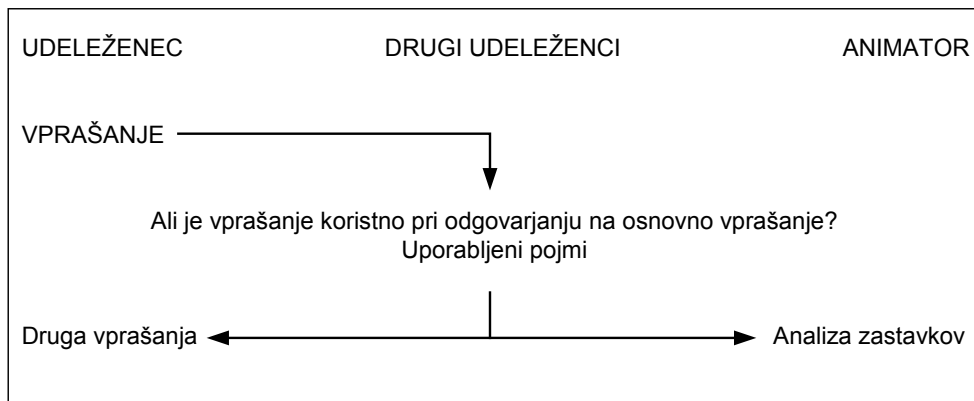 UDELEŽENEC DRUGI UDELEŽENCI ANIMATOR
VPRAŠANJE
Ali je vprašanje koristno pri odgovarjanju na osnovno vprašanje?
Uporabljeni pojmi
Druga vprašanja Analiza zastavkov